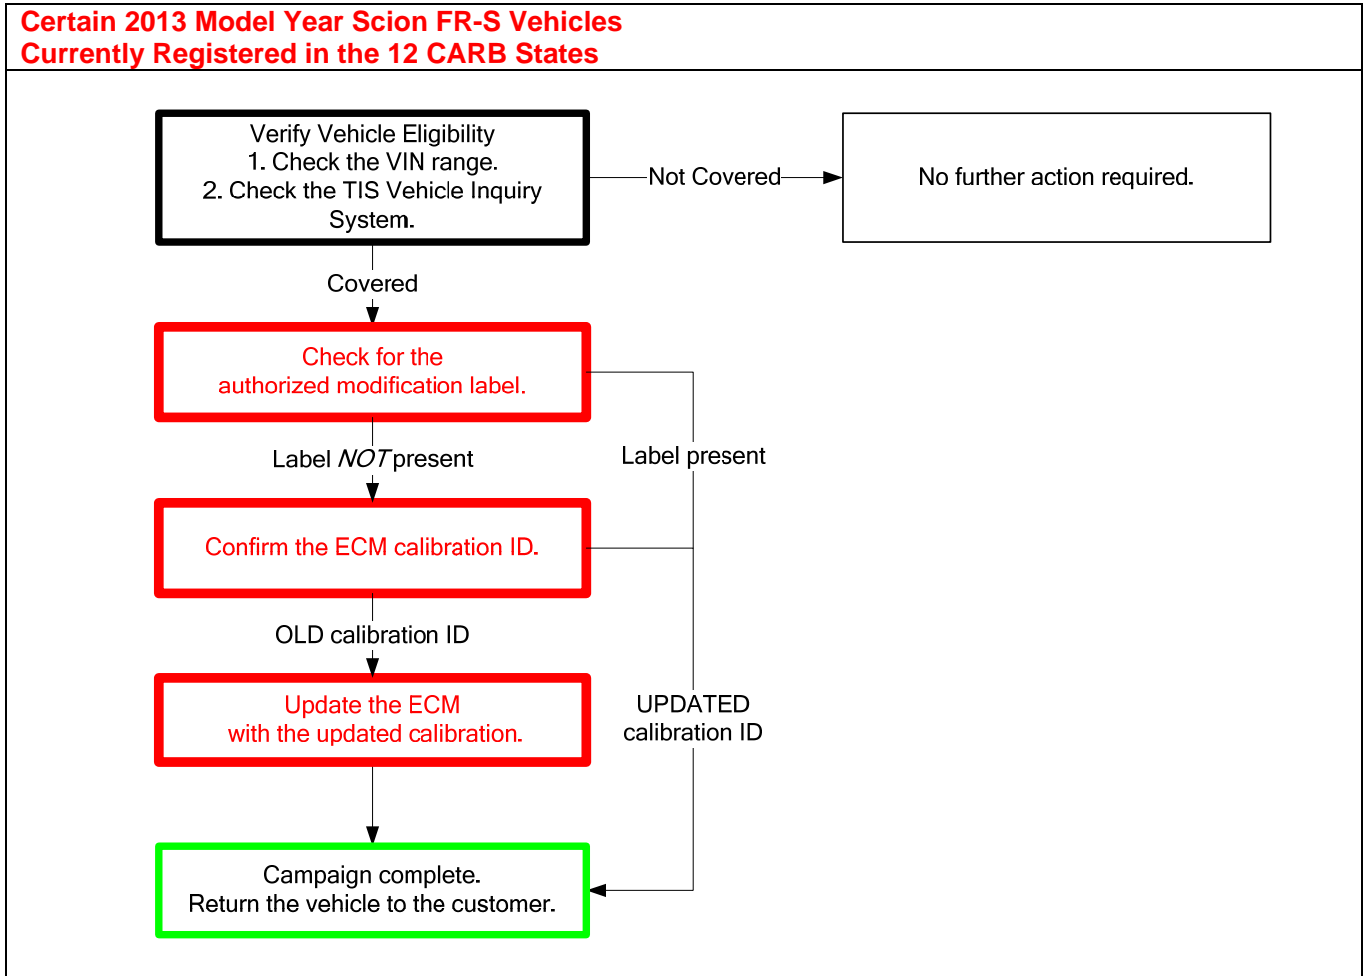 Certain 2013 Model Year Scion FR-S Vehicles
Currently Registered in the 12 CARB States
Verify Vehicle Eligibility
1. Check the VIN range.
2. Check the TIS Vehicle Inquiry
System.
Not Covered
No further action required.
Covered
Check for the
authorized modification label.
Label NOT present
Label present
Confirm the ECM calibration ID.
OLD calibration ID
Update the ECM
with the updated calibration.
UPDATED
calibration ID
Campaign complete.
Return the vehicle to the customer.